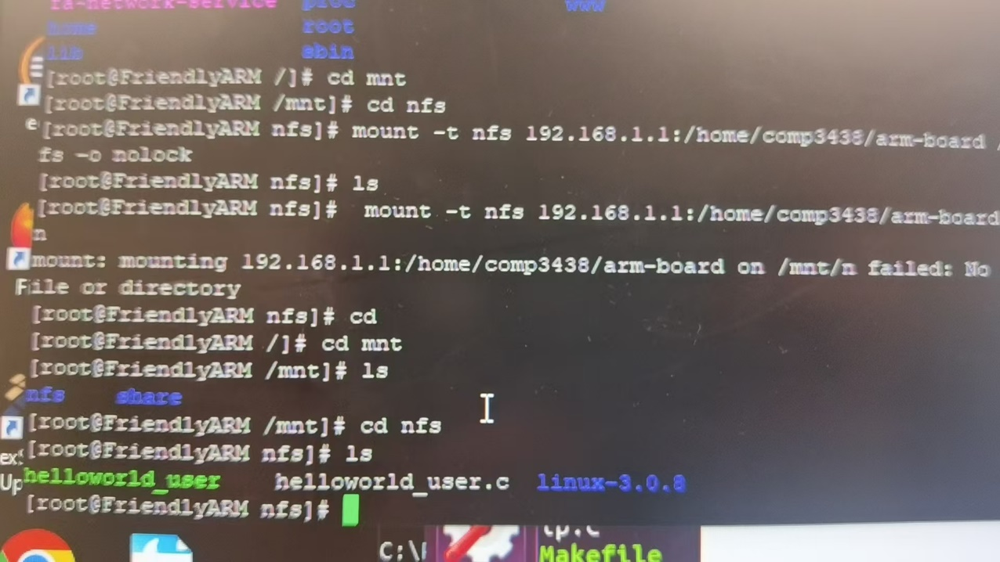 fa-network-service proc www
home root
lib sbin
[root@FriendlyARM /]# cd mnt
[root@FriendlyARM /mnt]# cd nfs
[root@FriendlyARM nfs]# mount -t nfs 192.168.1.1:/home/comp3438/arm-board /
fs -o nolock
[root@FriendlyARM nfs]# ls
[root@FriendlyARM nfs]#  mount -t nfs 192.168.1.1:/home/comp3438/arm-board
n
mount: mounting 192.168.1.1:/home/comp3438/arm-board on /mnt/n failed: No
File or directory
[root@FriendlyARM nfs]# cd
[root@FriendlyARM /]# cd mnt
[root@FriendlyARM /mnt]# ls
nfs share
[root@FriendlyARM /mnt]# cd nfs
[root@FriendlyARM nfs]# ls
helloworld_user helloworld_user.c linux-3.0.8
[root@FriendlyARM nfs]#
C:\
Makefile